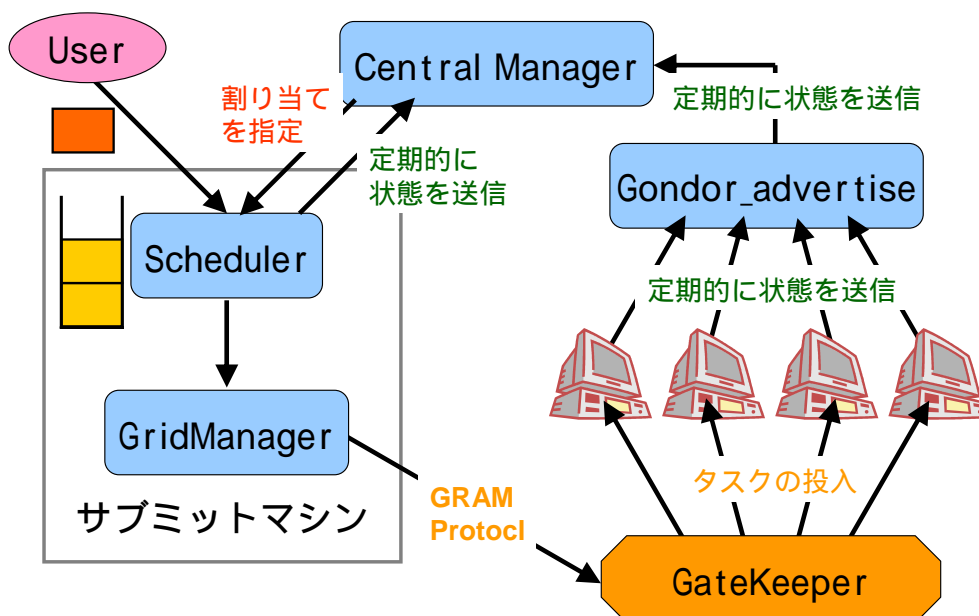 User
Central Manager
割り当て
を指定
定期的に状態を送信
定期的に
状態を送信
Gondor_advertise
Scheduler
定期的に状態を送信
GridManager
サブミットマシン
GRAM
Protocl
タスクの投入
GateKeeper